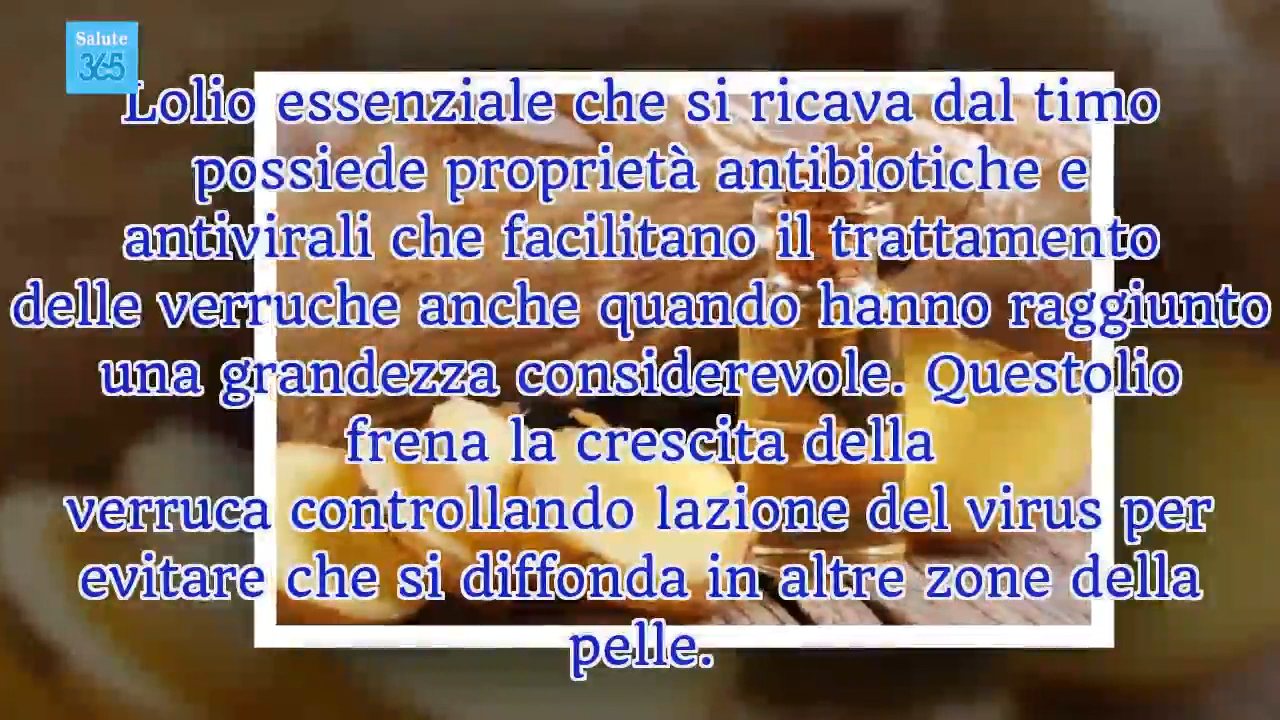 Salute
365
Lolio essenziale che si ricava dal timo
possiede proprietà antibiotiche e
antivirali che facilitano il trattamento
delle verruche anche quando hanno raggiunto
una grandezza considerevole. Questolio
frena la crescita della
verruca controllando lazione del virus per
evitare che si diffonda in altre zone della
pelle.